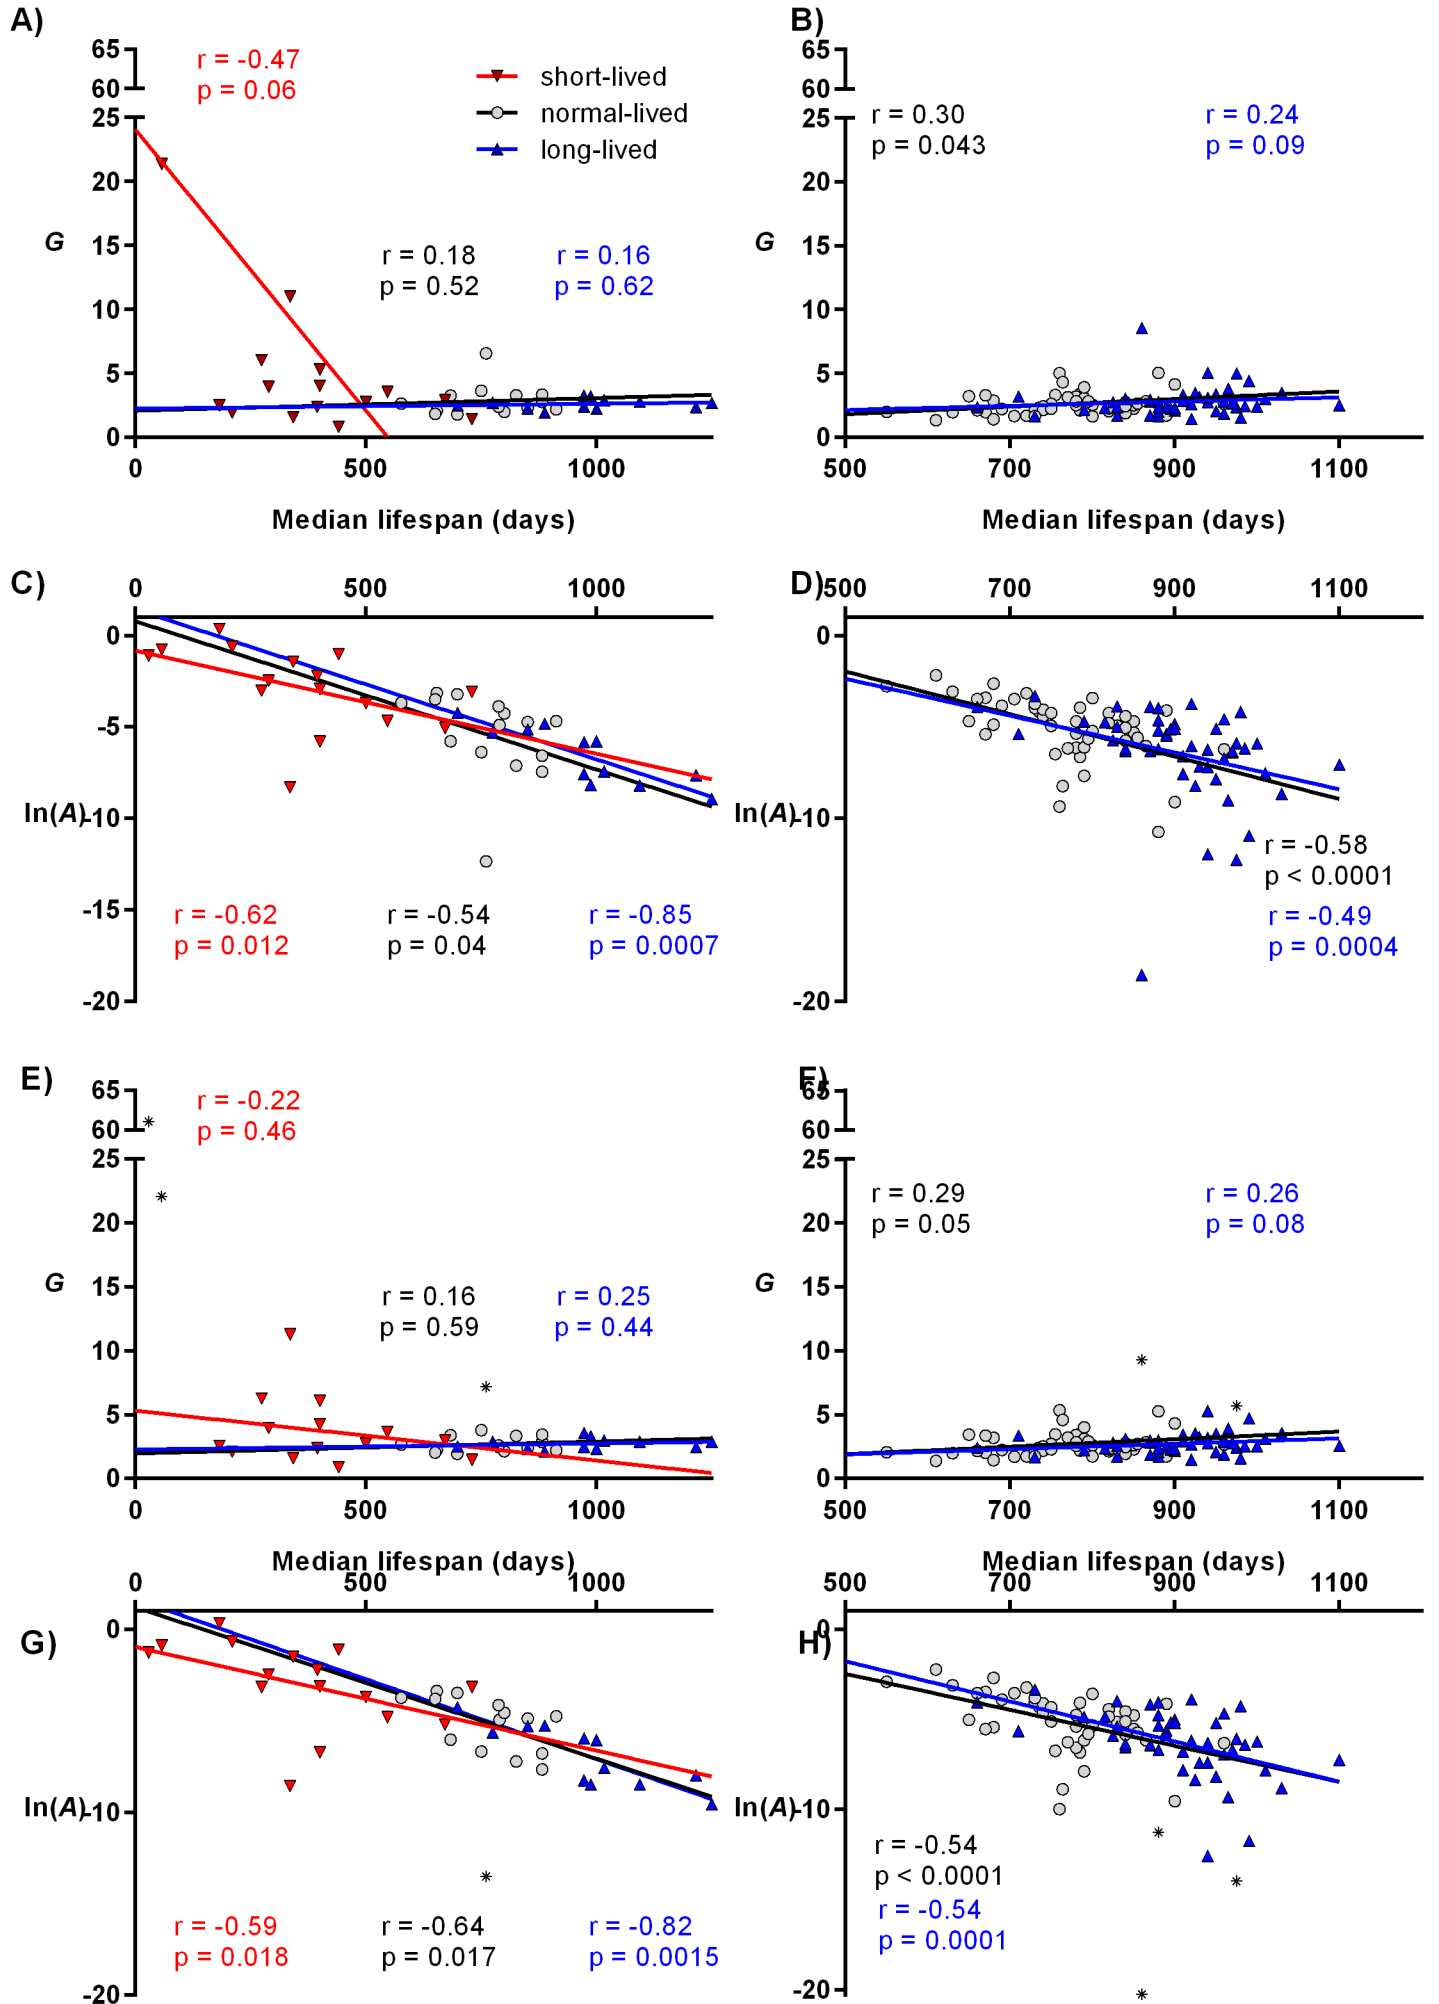 A)
65
60
25
20
15
10
5
0
G
r = -0.47
p = 0.06
short-lived
normal-lived
long-lived
r = 0.18
p = 0.52
r = 0.16
p = 0.62
0 500 1000
Median lifespan (days)
B)
65
60
25
20
15
10
5
0
G
r = 0.30
p = 0.043
r = 0.24
p = 0.09
500 700 900 1100
Median lifespan (days)
C)
0 500 1000
0
-5
-10
-15
-20
ln(A)
r = -0.62
p = 0.012
r = -0.54
p = 0.04
r = -0.85
p = 0.0007
D)
500 700 900 1100
0
-10
-20
ln(A)
r = -0.58
p < 0.0001
r = -0.49
p = 0.0004
E)
65
60
25
20
15
10
5
0
G
r = -0.22
p = 0.46
r = 0.16
p = 0.59
r = 0.25
p = 0.44
0 500 1000
Median lifespan (days)
F)
65
60
25
20
15
10
5
0
G
r = 0.29
p = 0.05
r = 0.26
p = 0.08
500 700 900 1100
Median lifespan (days)
G)
0 500 1000
0
-10
-20
ln(A)
r = -0.59
p = 0.018
r = -0.64
p = 0.017
r = -0.82
p = 0.0015
H)
500 700 900 1100
0
-10
-20
ln(A)
r = -0.54
p < 0.0001
r = -0.54
p = 0.0001